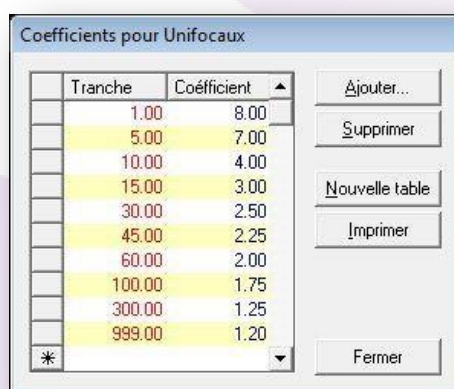 Coefficients pour Unifocaux
Tranche Coéfficient
1.00 8.00
5.00 7.00
10.00 4.00
15.00 3.00
30.00 2.50
45.00 2.25
60.00 2.00
100.00 1.75
300.00 1.25
999.00 1.20
Ajouter...
Supprimer
Nouvelle table
Imprimer
Fermer